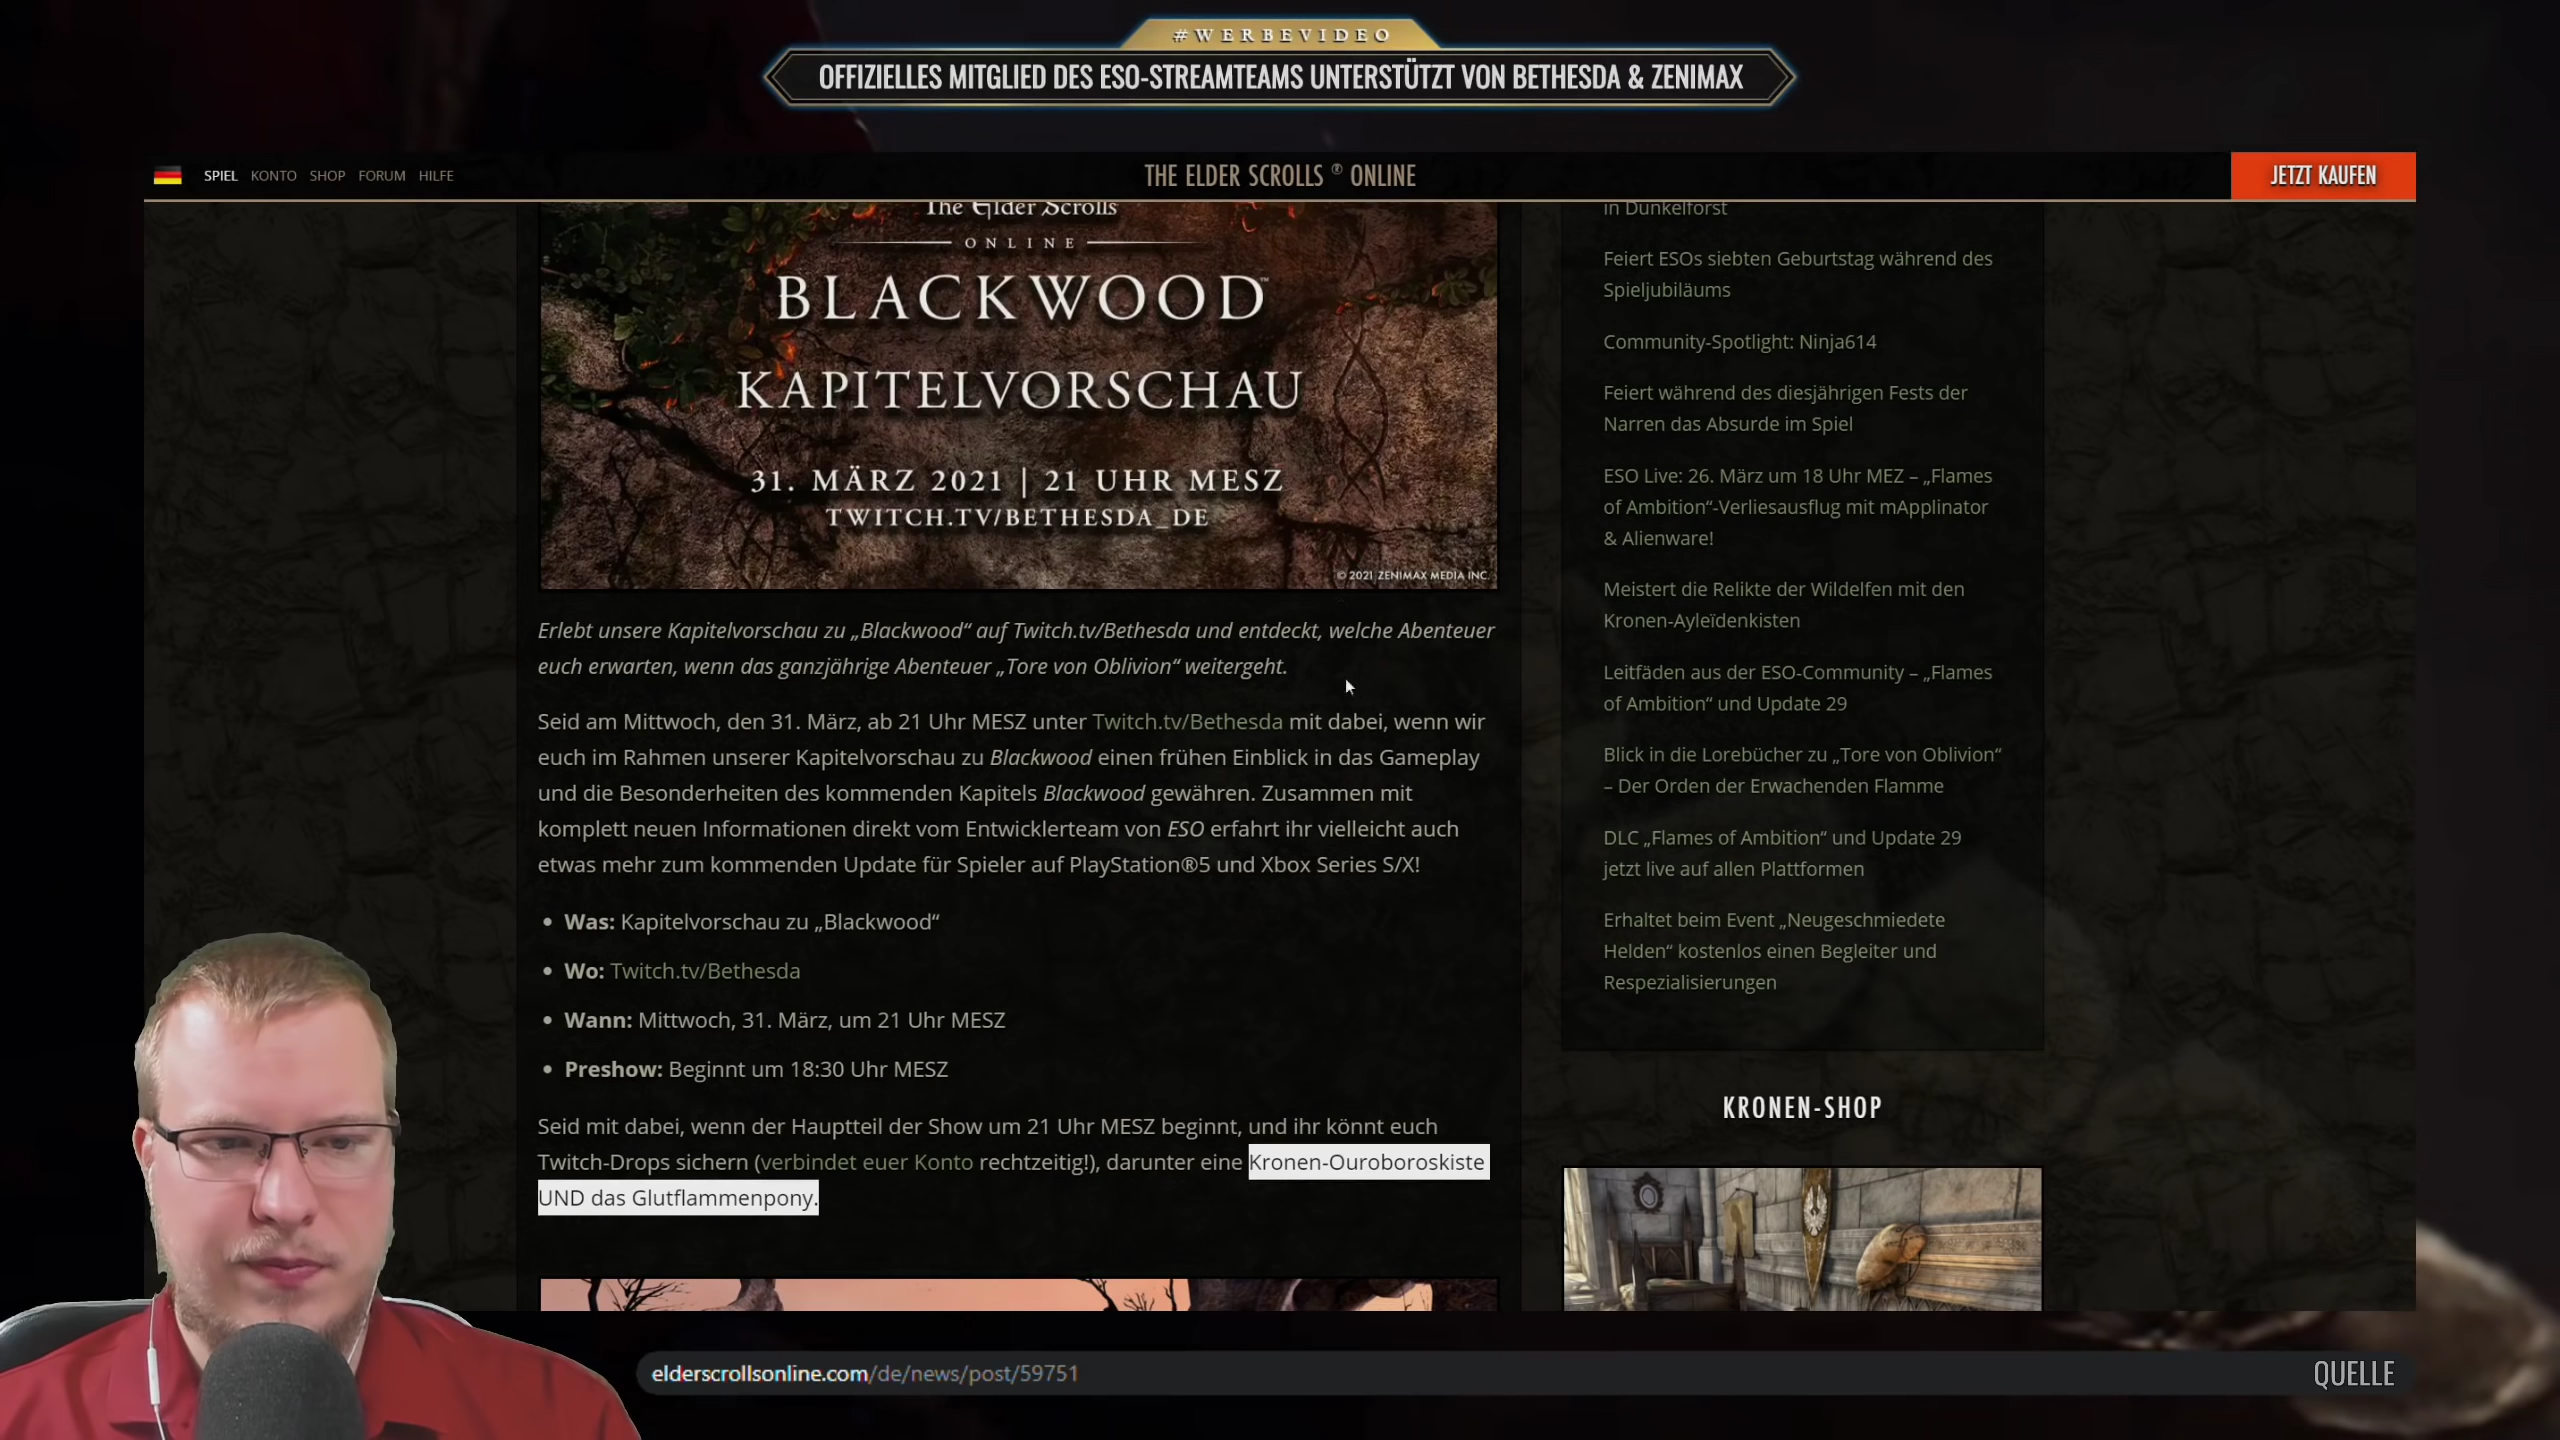 #WERBEVIDEO
OFFIZIELLES MITGLIED DES ESO-STREAMTEAMS UNTERSTÜTZT VON BETHESDA & ZENIMAX
SPIEL KONTO SHOP FORUM HILFE
THE ELDER SCROLLS ® ONLINE
JETZT KAUFEN
The Elder Scrolls
ONLINE
BLACKWOOD™
KAPITELVORSCHAU
31. MÄRZ 2021 | 21 UHR MESZ
TWITCH.TV/BETHESDA_DE
© 2021 ZENIMAX MEDIA INC.
Erlebt unsere Kapitelvorschau zu „Blackwood“ auf Twitch.tv/Bethesda und entdeckt, welche Abenteuer
euch erwarten, wenn das ganzjährige Abenteuer „Tore von Oblivion“ weitergeht.
Seid am Mittwoch, den 31. März, ab 21 Uhr MESZ unter Twitch.tv/Bethesda mit dabei, wenn wir
euch im Rahmen unserer Kapitelvorschau zu Blackwood einen frühen Einblick in das Gameplay
und die Besonderheiten des kommenden Kapitels Blackwood gewähren. Zusammen mit
komplett neuen Informationen direkt vom Entwicklerteam von ESO erfahrt ihr vielleicht auch
etwas mehr zum kommenden Update für Spieler auf PlayStation®5 und Xbox Series S/X!
• Was: Kapitelvorschau zu „Blackwood“
• Wo: Twitch.tv/Bethesda
• Wann: Mittwoch, 31. März, um 21 Uhr MESZ
• Preshow: Beginnt um 18:30 Uhr MESZ
Seid mit dabei, wenn der Hauptteil der Show um 21 Uhr MESZ beginnt, und ihr könnt euch
Twitch-Drops sichern (verbindet euer Konto rechtzeitig!), darunter eine Kronen-Ouroboroskiste
UND das Glutflammenpony.
in Dunkelforst
Feiert ESOs siebten Geburtstag während des
Spieljubiläums
Community-Spotlight: Ninja614
Feiert während des diesjährigen Fests der
Narren das Absurde im Spiel
ESO Live: 26. März um 18 Uhr MEZ – „Flames
of Ambition“-Verliesausflug mit mApplinator
& Alienware!
Meistert die Relikte der Wildelfen mit den
Kronen-Ayleïdenkisten
Leitfäden aus der ESO-Community – „Flames
of Ambition“ und Update 29
Blick in die Lorebücher zu „Tore von Oblivion“
– Der Orden der Erwachenden Flamme
DLC „Flames of Ambition“ und Update 29
jetzt live auf allen Plattformen
Erhaltet beim Event „Neugeschmiedete
Helden“ kostenlos einen Begleiter und
Respezialisierungen
KRONEN-SHOP
elderscrollsonline.com/de/news/post/59751
QUELLE